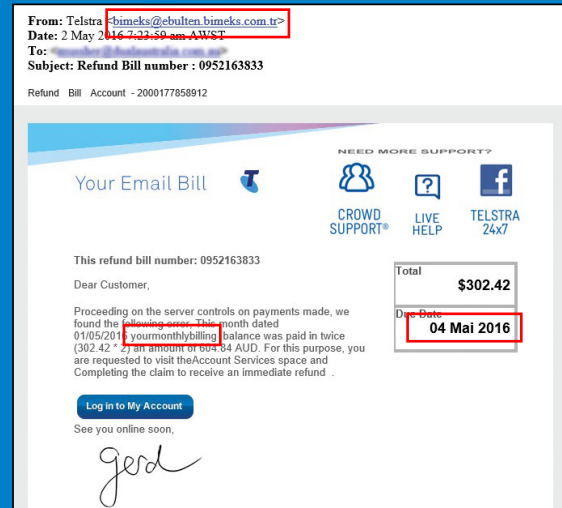 From: Telstra <bimeks@ebulten.bimeks.com.tr>
Date: 2 May 2016 7:23:59 am AWST
To:
Subject: Refund Bill number : 0952163833
Refund Bill Account - 2000177858912
NEED MORE SUPPORT?
Your Email Bill
CROWD SUPPORT®
LIVE HELP
TELSTRA 24x7
This refund bill number: 0952163833
Total
$302.42
Dear Customer,
Due Date
04 Mai 2016
Proceeding on the server controls on payments made, we
found the following error, This month dated
01/05/2016 yourmonthlybilling balance was paid in twice
(302.42 * 2) an amount of 604.84 AUD. For this purpose, you
are requested to visit theAccount Services space and
Completing the claim to receive an immediate refund .
Log in to My Account
See you online soon,
gerd